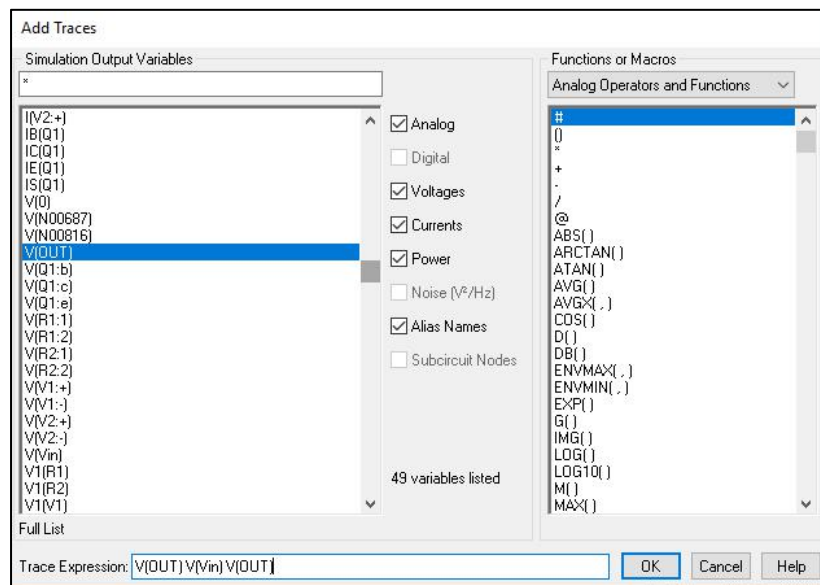 Add Traces
Simulation Output Variables
*
I(V2:+)
IB(Q1)
IC(Q1)
IE(Q1)
IS(Q1)
V(0)
V(N00687)
V(N00816)
V(OUT)
V(Q1:b)
V(Q1:c)
V(Q1:e)
V(R1:1)
V(R1:2)
V(R2:1)
V(R2:2)
V(V1:+)
V(V1:-)
V(V2:+)
V(V2:-)
V(Vin)
V1(R1)
V1(R2)
V1(V1)
Full List
Analog
Digital
Voltages
Currents
Power
Noise (V²/Hz)
Alias Names
Subcircuit Nodes
49 variables listed
Functions or Macros
Analog Operators and Functions
#
()
*
+
-
/
@
ABS( )
ARCTAN( )
ATAN( )
AVG( )
AVGX( , )
COS( )
D( )
DB( )
ENVMAX( , )
ENVMIN( , )
EXP( )
G( )
IMG( )
LOG( )
LOG10( )
M( )
MAX( )
Trace Expression: V(OUT) V(Vin) V(OUT) OK Cancel Help